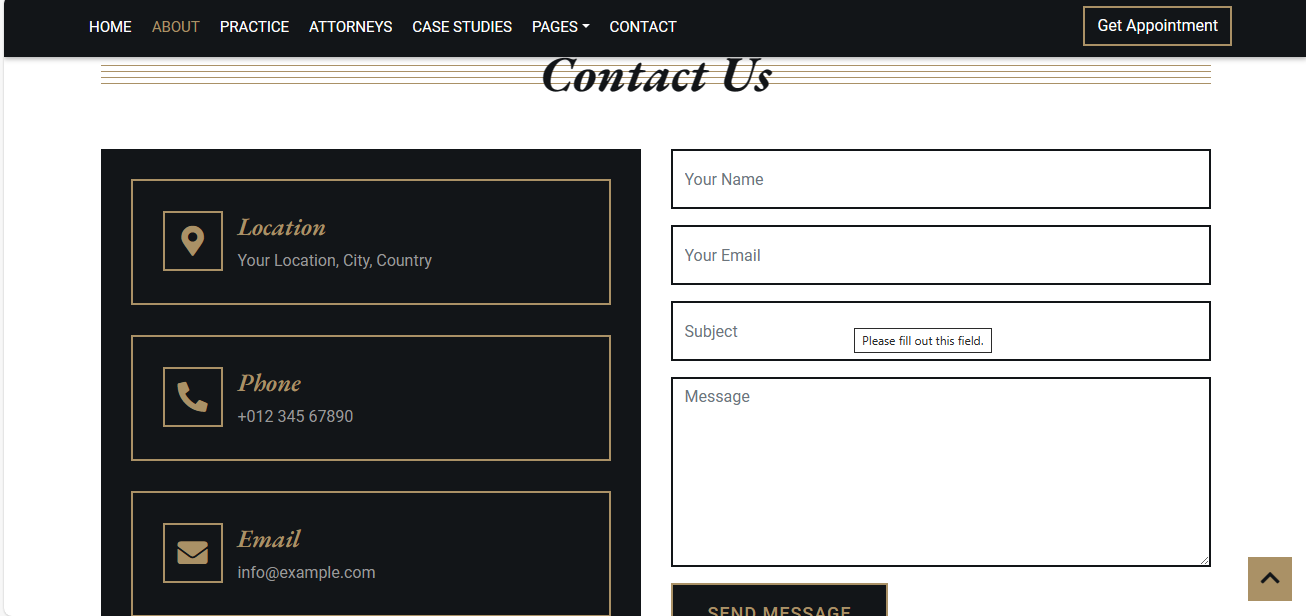 HOME ABOUT PRACTICE ATTORNEYS CASE STUDIES PAGES CONTACT Get Appointment
Contact Us
Location
Your Location, City, Country
Phone
+012 345 67890
Email
info@example.com
Your Name
Your Email
Subject
Please fill out this field.
Message
SEND MESSAGE